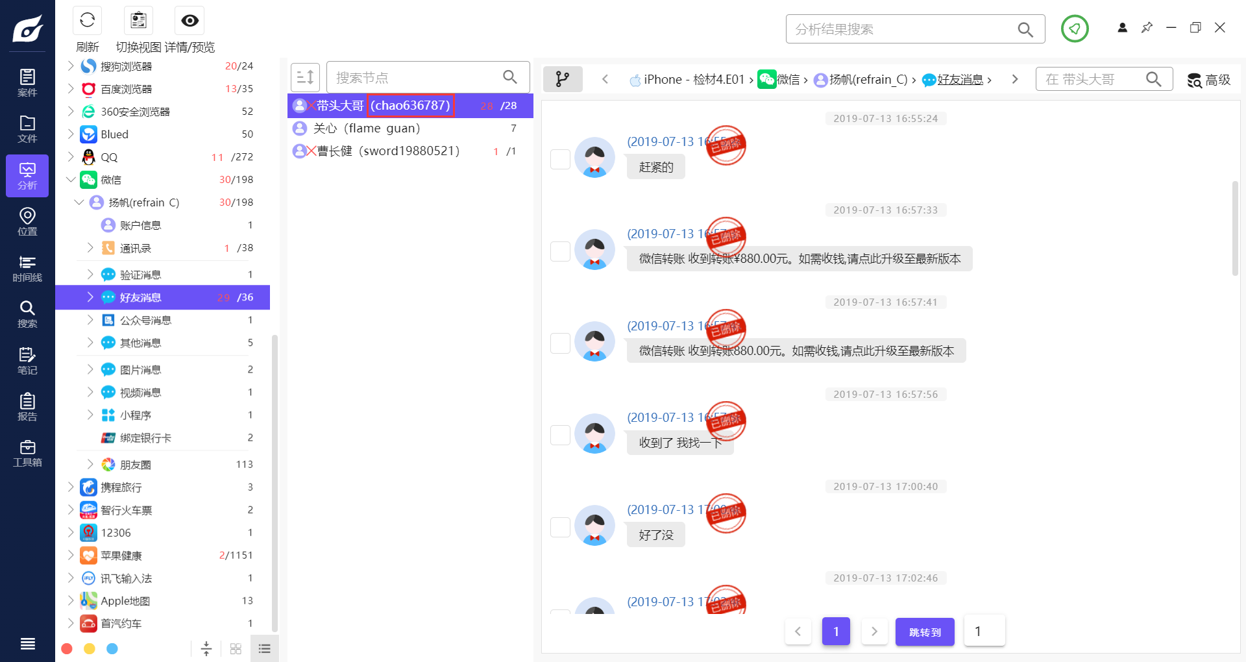 刷新
切换视图
详情/预览
分析结果搜索
案件
文件
分析
位置
时间线
搜索
笔记
报告
工具箱
搜狗浏览器 20/24
百度浏览器 13/35
360安全浏览器 52
Blued 50
QQ 11 /272
微信 30/198
扬帆(refrain_C) 30/198
账户信息 1
通讯录 1 /38
验证消息 1
好友消息 29 /36
公众号消息 1
其他消息 5
图片消息 2
视频消息 1
小程序 1
绑定银行卡 2
朋友圈 113
携程旅行 3
智行火车票 2
12306 1
苹果健康 2/1151
讯飞输入法 1
Apple地图 13
首汽约车 1
搜索节点
带头大哥 (chao636787) 28 /28
关心（flame_guan） 7
曹长健（sword19880521） 1 /1
iPhone - 检材4.E01 > 微信 > 扬帆(refrain_C) > 好友消息 >
在 带头大哥
高级
2019-07-13 16:55:24
(2019-07-13 16:55
已删除
赶紧的
2019-07-13 16:57:33
(2019-07-13 16:57
已删除
微信转账 收到转账¥880.00元。如需收钱,请点此升级至最新版本
2019-07-13 16:57:41
(2019-07-13 16:57
已删除
微信转账 收到转账880.00元。如需收钱,请点此升级至最新版本
2019-07-13 16:57:56
(2019-07-13 16:57
已删除
收到了 我找一下
2019-07-13 17:00:40
(2019-07-13 17:00
已删除
好了没
2019-07-13 17:02:46
(2019-07-13 17:02
已删除
1
跳转到
1